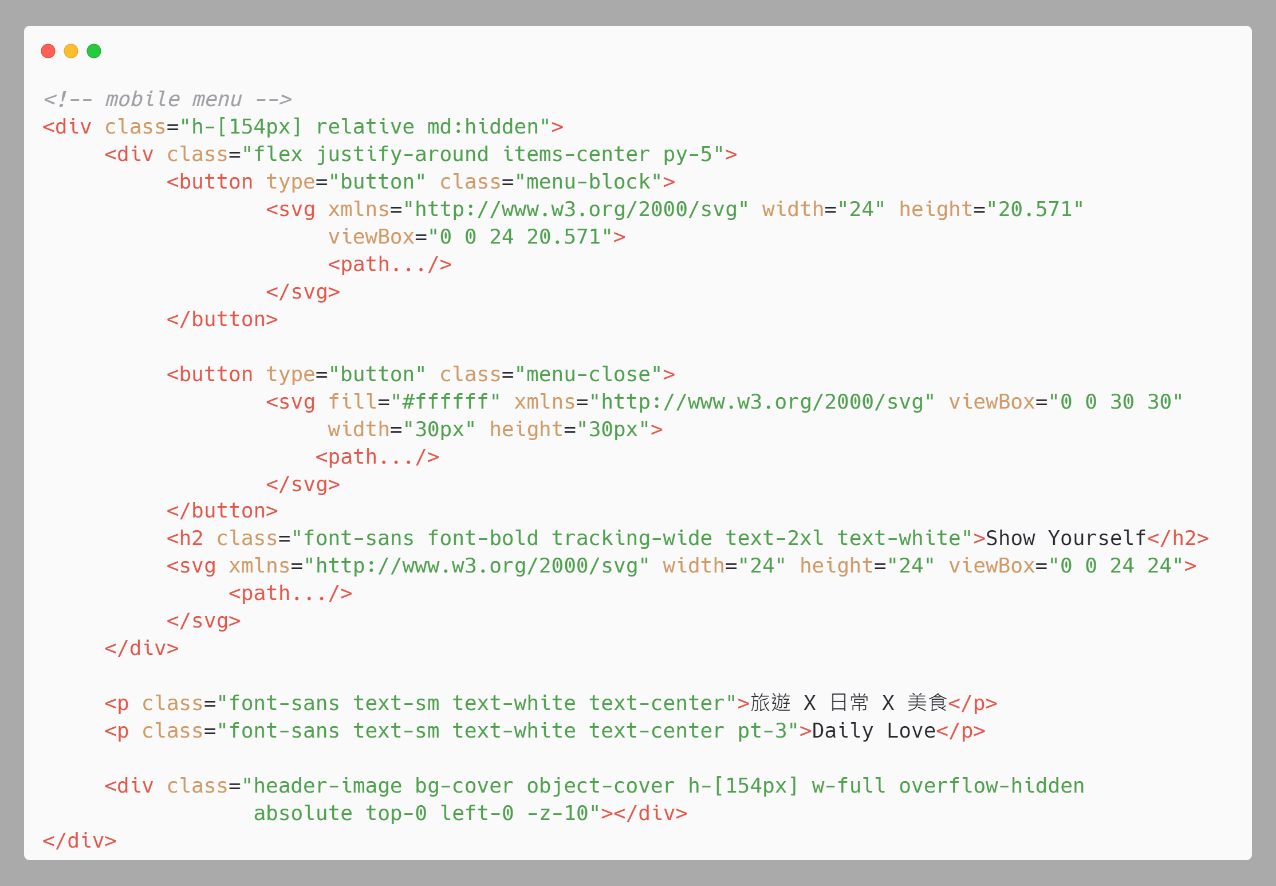 <!-- mobile menu -->
<div class="h-[154px] relative md:hidden">
<div class="flex justify-around items-center py-5">
<button type="button" class="menu-block">
<svg xmlns="http://www.w3.org/2000/svg" width="24" height="20.571"
viewBox="0 0 24 20.571">
<path.../>
</svg>
</button>
<button type="button" class="menu-close">
<svg fill="#ffffff" xmlns="http://www.w3.org/2000/svg" viewBox="0 0 30 30"
width="30px" height="30px">
<path.../>
</svg>
</button>
<h2 class="font-sans font-bold tracking-wide text-2xl text-white">Show Yourself</h2>
<svg xmlns="http://www.w3.org/2000/svg" width="24" height="24" viewBox="0 0 24 24">
<path.../>
</svg>
</div>
<p class="font-sans text-sm text-white text-center">旅遊 X 日常 X 美食</p>
<p class="font-sans text-sm text-white text-center pt-3">Daily Love</p>
<div class="header-image bg-cover object-cover h-[154px] w-full overflow-hidden
absolute top-0 left-0 -z-10"></div>
</div>